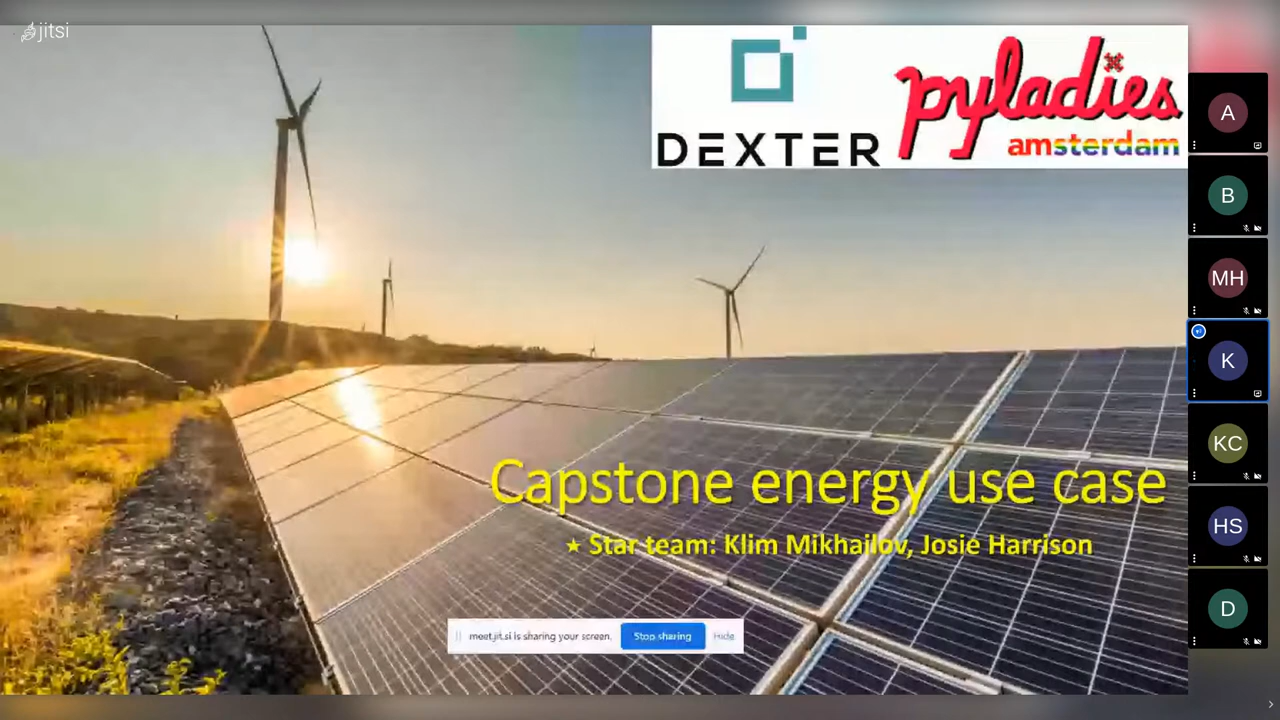 jitsi
DEXTER
pyladies
amsterdam
A
B
MH
K
KC
HS
D
Capstone energy use case
★ Star team: Klim Mikhailov, Josie Harrison
meet.jit.si is sharing your screen.
Stop sharing
Hide